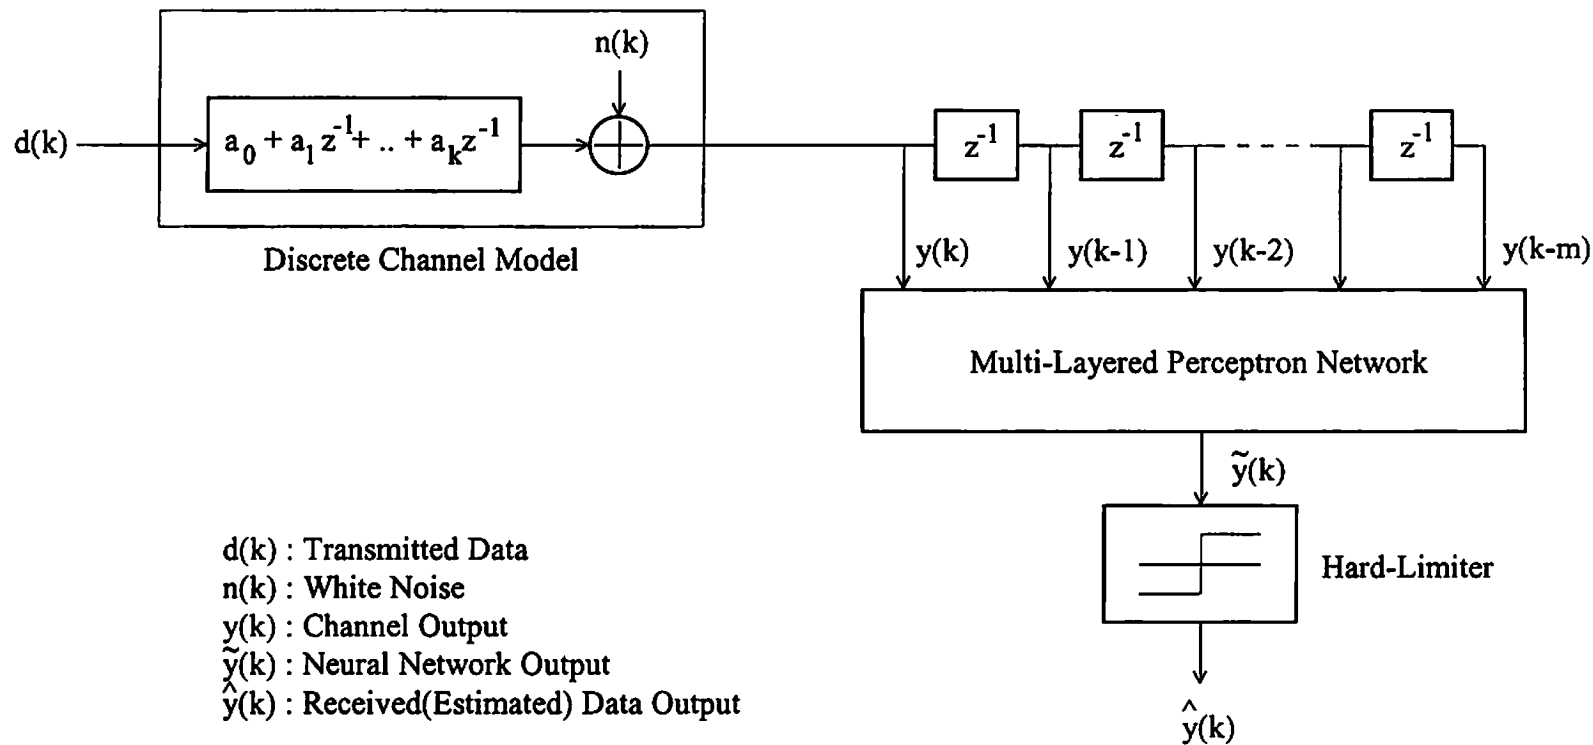 n(k)
d(k)
a₀ + a₁ z⁻¹+ .. + aₖz⁻¹
z⁻¹
z⁻¹
z⁻¹
Discrete Channel Model
y(k)
y(k-1)
y(k-2)
y(k-m)
Multi-Layered Perceptron Network
ỹ(k)
Hard-Limiter
d(k) : Transmitted Data
n(k) : White Noise
y(k) : Channel Output
ỹ(k) : Neural Network Output
ŷ(k) : Received(Estimated) Data Output
ŷ(k)